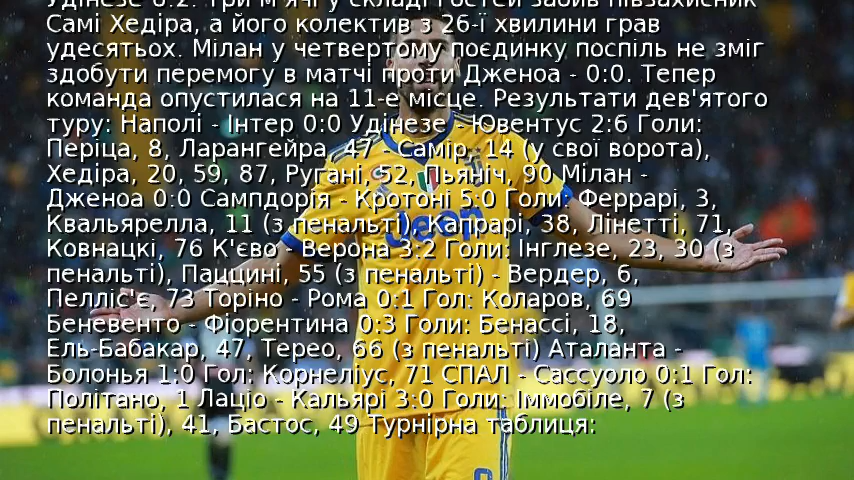 Удінезе 6:2. Три м'ячі у складі гостей забив півзахисник
Самі Хедіра, а його колектив з 26-ї хвилини грав
удесятьох. Мілан у четвертому поєдинку поспіль не зміг
здобути перемогу в матчі проти Дженоа - 0:0. Тепер
команда опустилася на 11-е місце. Результати дев'ятого
туру: Наполі - Інтер 0:0 Удінезе - Ювентус 2:6 Голи:
Періца, 8, Ларангейра, 47 - Самір, 14 (у свої ворота),
Хедіра, 20, 59, 87, Ругані, 52, Пьяніч, 90 Мілан -
Дженоа 0:0 Сампдорія - Кротоні 5:0 Голи: Феррарі, 3,
Квальярелла, 11 (з пенальті), Капрарі, 38, Лінетті, 71,
Ковнацкі, 76 К'єво - Верона 3:2 Голи: Інглезе, 23, 30 (з
пенальті), Паццині, 55 (з пенальті) - Вердер, 6,
Пелліс'є, 73 Торіно - Рома 0:1 Гол: Коларов, 69
Беневенто - Фіорентина 0:3 Голи: Бенассі, 18,
Ель-Бабакар, 47, Терео, 66 (з пенальті) Аталанта -
Болонья 1:0 Гол: Корнеліус, 71 СПАЛ - Сассуоло 0:1 Гол:
Політано, 1 Лаціо - Кальярі 3:0 Голи: Іммобіле, 7 (з
пенальті), 41, Бастос, 49 Турнірна таблиця:
Jeep